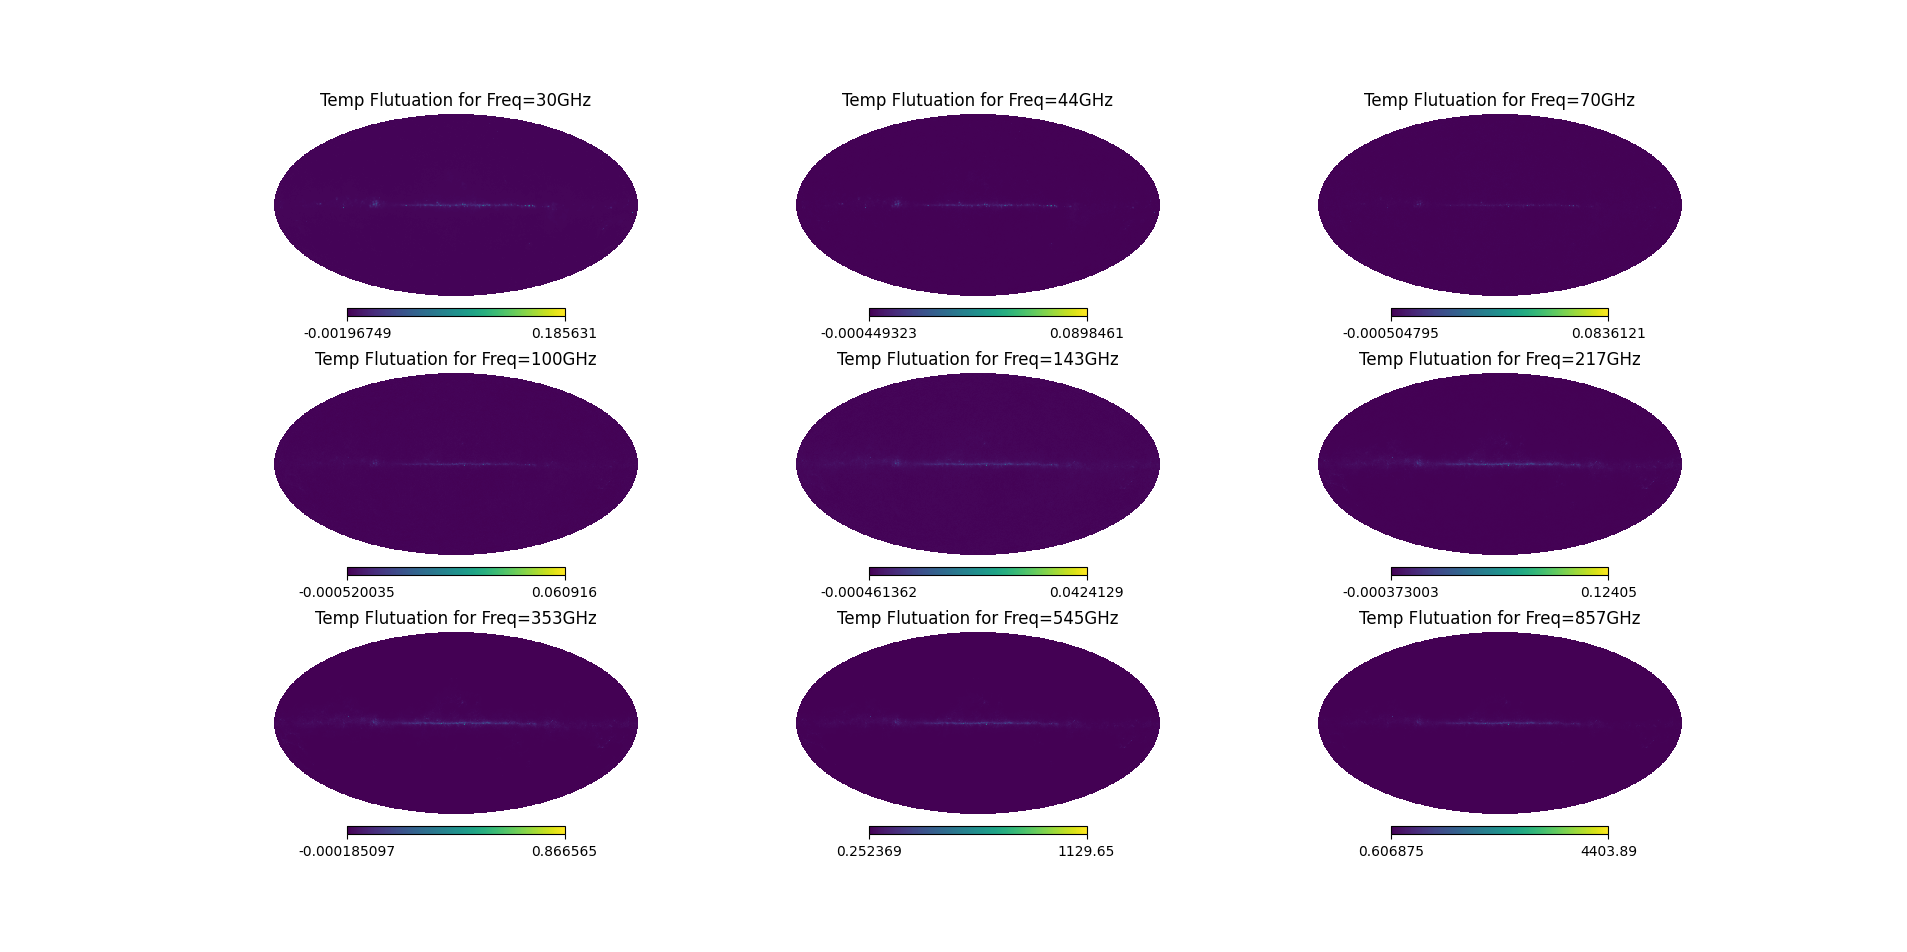 Temp Flutuation for Freq=30GHz
Temp Flutuation for Freq=44GHz
Temp Flutuation for Freq=70GHz
-0.00196749 0.185631
-0.000449323 0.0898461
-0.000504795 0.0836121
Temp Flutuation for Freq=100GHz
Temp Flutuation for Freq=143GHz
Temp Flutuation for Freq=217GHz
-0.000520035 0.060916
-0.000461362 0.0424129
-0.000373003 0.12405
Temp Flutuation for Freq=353GHz
Temp Flutuation for Freq=545GHz
Temp Flutuation for Freq=857GHz
-0.000185097 0.866565
0.252369 1129.65
0.606875 4403.89